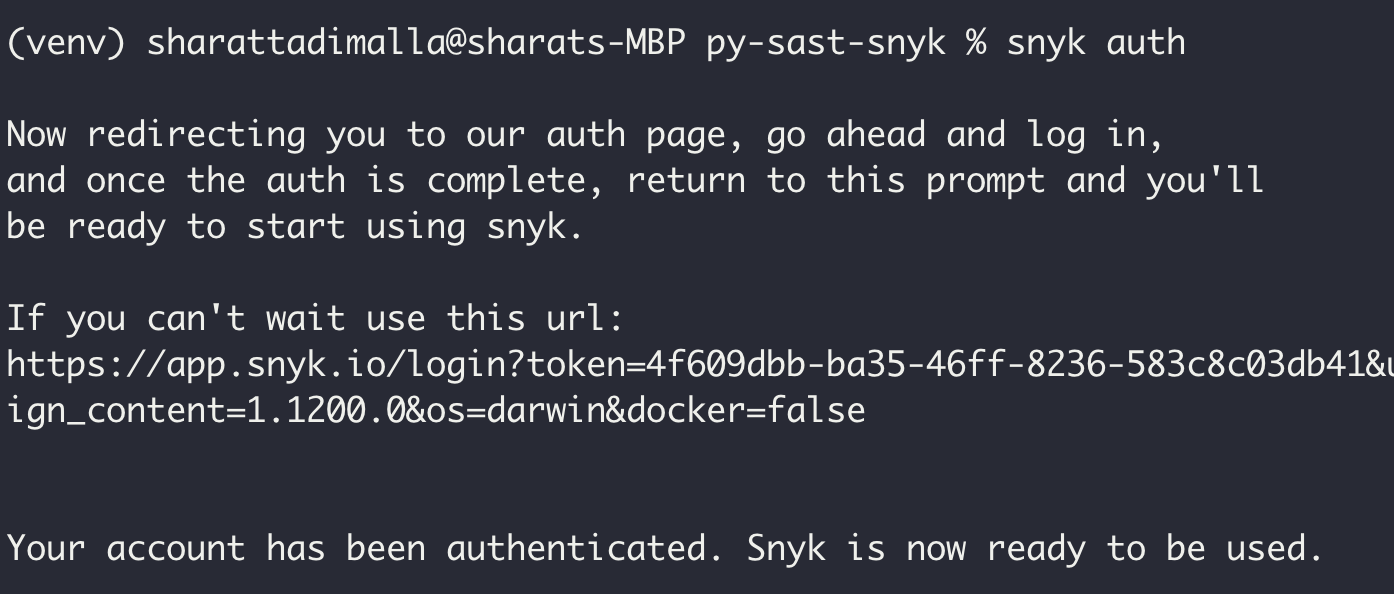 (venv) sharattadimalla@sharats-MBP py-sast-snyk % snyk auth
Now redirecting you to our auth page, go ahead and log in,
and once the auth is complete, return to this prompt and you'll
be ready to start using snyk.
If you can't wait use this url:
https://app.snyk.io/login?token=4f609dbb-ba35-46ff-8236-583c8c03db41&u
ign_content=1.1200.0&os=darwin&docker=false
Your account has been authenticated. Snyk is now ready to be used.